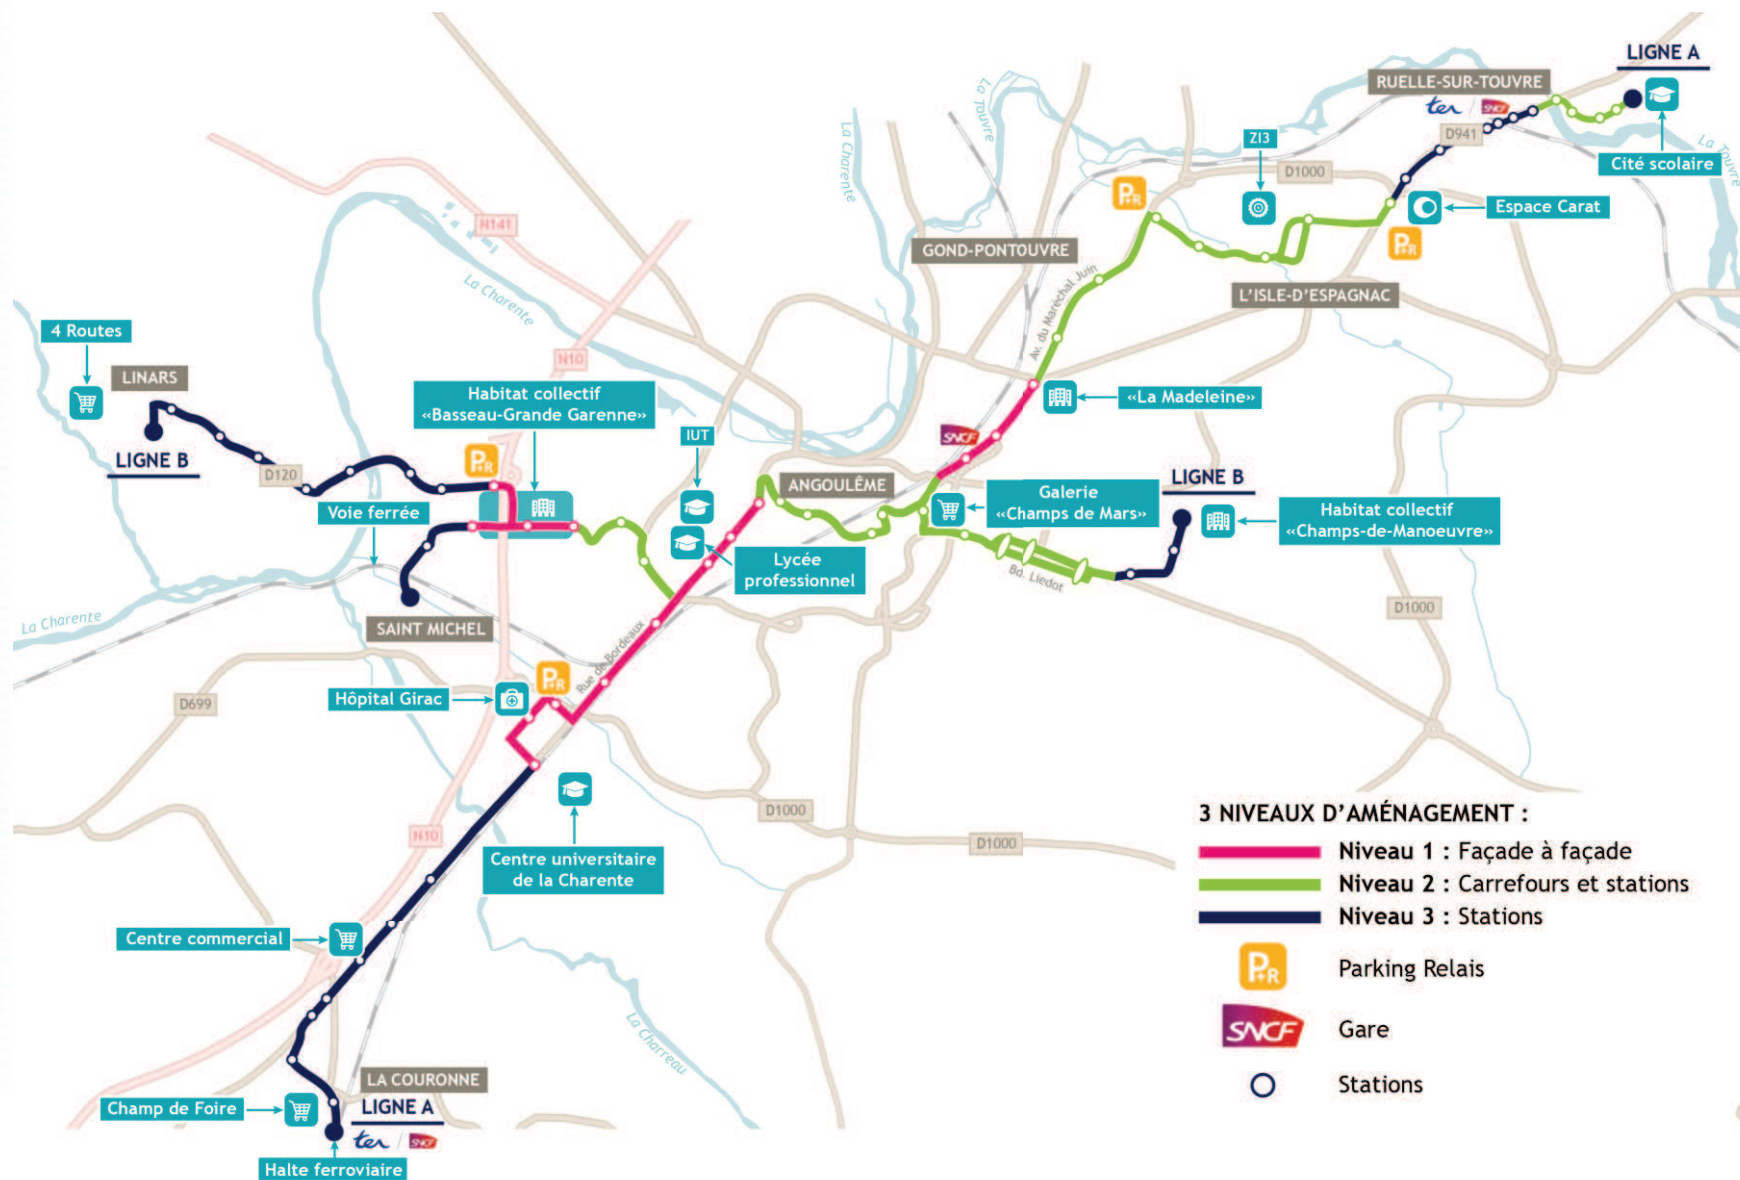 LIGNE A
RUELLE-SUR-TOUVRE
ter
SNCF
D941
La Touvre
La Touvre
Cité scolaire
ZI3
D1000
Espace Carat
P+R
P+R
La Charente
N141
GOND-PONTOUVRE
Av. du Maréchal Juin
L'ISLE-D'ESPAGNAC
La Charente
4 Routes
LINARS
N10
Habitat collectif
«Basseau-Grande Garenne»
«La Madeleine»
IUT
SNCF
LIGNE B
D120
P+R
ANGOULÊME
LIGNE B
Galerie
«Champs de Mars»
Habitat collectif
«Champs-de-Manoeuvre»
Voie ferrée
Lycée
professionnel
Bd. Liedot
D1000
La Charente
SAINT MICHEL
Rue de Bordeaux
P+R
Hôpital Girac
D699
D1000
D1000
N10
Centre universitaire
de la Charente
Centre commercial
La Charreau
LA COURONNE
Champ de Foire
LIGNE A
ter
SNCF
Halte ferroviaire
3 NIVEAUX D'AMÉNAGEMENT :
Niveau 1 : Façade à façade
Niveau 2 : Carrefours et stations
Niveau 3 : Stations
P+R
Parking Relais
SNCF
Gare
Stations